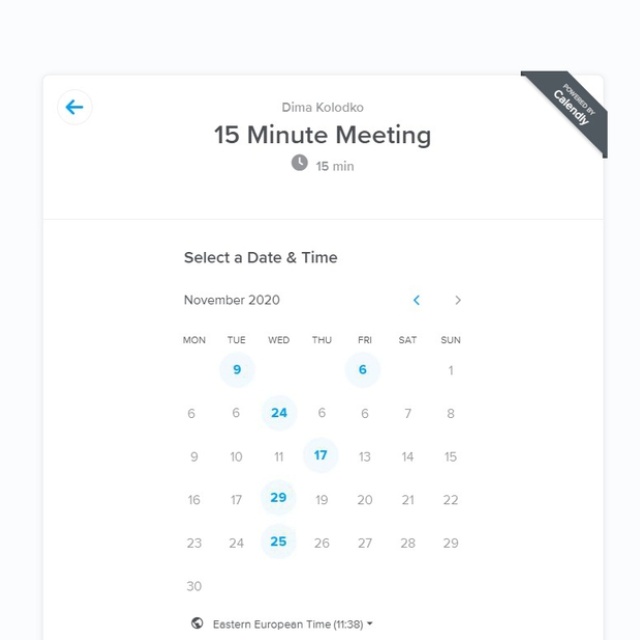 POWERED BY
Calendly
Dima Kolodko
15 Minute Meeting
15 min
Select a Date & Time
November 2020
MON TUE WED THU FRI SAT SUN
9 6 1
6 6 24 6 6 7 8
9 10 11 17 13 14 15
16 17 29 19 20 21 22
23 24 25 26 27 28 29
30
Eastern European Time (11:38)